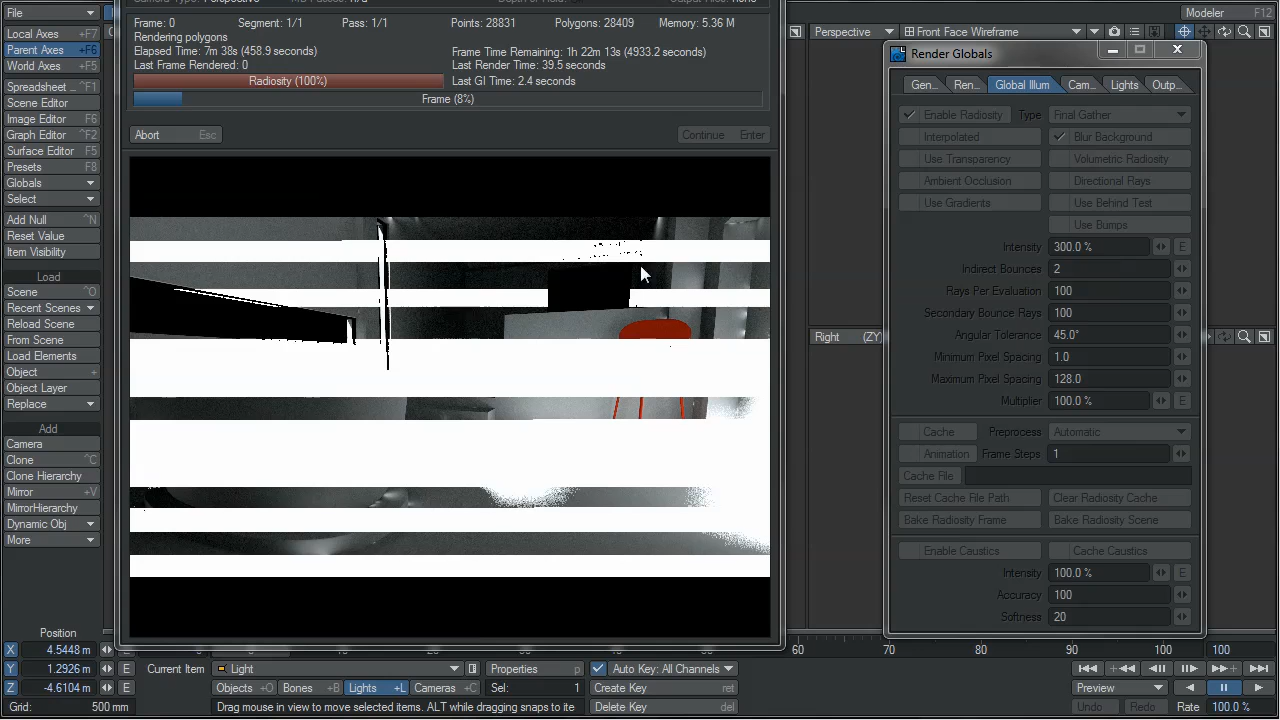 File
Local Axes +F7
Parent Axes +F6
World Axes +F5
Spreadsheet ... ^F1
Scene Editor
Image Editor F6
Graph Editor ^F2
Surface Editor F5
Presets F8
Globals
Select
Add Null ^N
Reset Value
Item Visibility
Load
Scene ^O
Recent Scenes
Reload Scene
From Scene
Load Elements
Object +
Object Layer
Replace
Add
Camera
Clone ^C
Clone Hierarchy
Mirror +V
MirrorHierarchy
Dynamic Obj
More
Frame: 0 Segment: 1/1 Pass: 1/1 Points: 28831 Polygons: 28409 Memory: 5.36 M
Rendering polygons
Elapsed Time: 7m 38s (458.9 seconds) Frame Time Remaining: 1h 22m 13s (4933.2 seconds)
Last Frame Rendered: 0 Last Render Time: 39.5 seconds
Radiosity (100%) Last GI Time: 2.4 seconds
Frame (8%)
Abort Esc Continue Enter
Perspective Front Face Wireframe
Modeler F12
Right (ZY)
Render Globals
Gen... Ren... Global Illum Cam... Lights Outp...
Enable Radiosity Type Final Gather
Interpolated Blur Background
Use Transparency Volumetric Radiosity
Ambient Occlusion Directional Rays
Use Gradients Use Behind Test
Use Bumps
Intensity 300.0 % E
Indirect Bounces 2
Rays Per Evaluation 100
Secondary Bounce Rays 100
Angular Tolerance 45.0°
Minimum Pixel Spacing 1.0
Maximum Pixel Spacing 128.0
Multiplier 100.0 % E
Cache Preprocess Automatic
Animation Frame Steps 1
Cache File
Reset Cache File Path Clear Radiosity Cache
Bake Radiosity Frame Bake Radiosity Scene
Enable Caustics Cache Caustics
Intensity 100.0 % E
Accuracy 100
Softness 20
60 70 80 90 100 100
Position
X 4.5448 m E
Y 1.2926 m E
Z -4.6104 m E
Grid: 500 mm
Current Item Light Properties p Auto Key: All Channels
Objects +O Bones +B Lights +L Cameras +C Sel: 1 Create Key ret
Drag mouse in view to move selected items. ALT while dragging snaps to ite Delete Key del
Preview
Undo Redo Rate 100.0 %